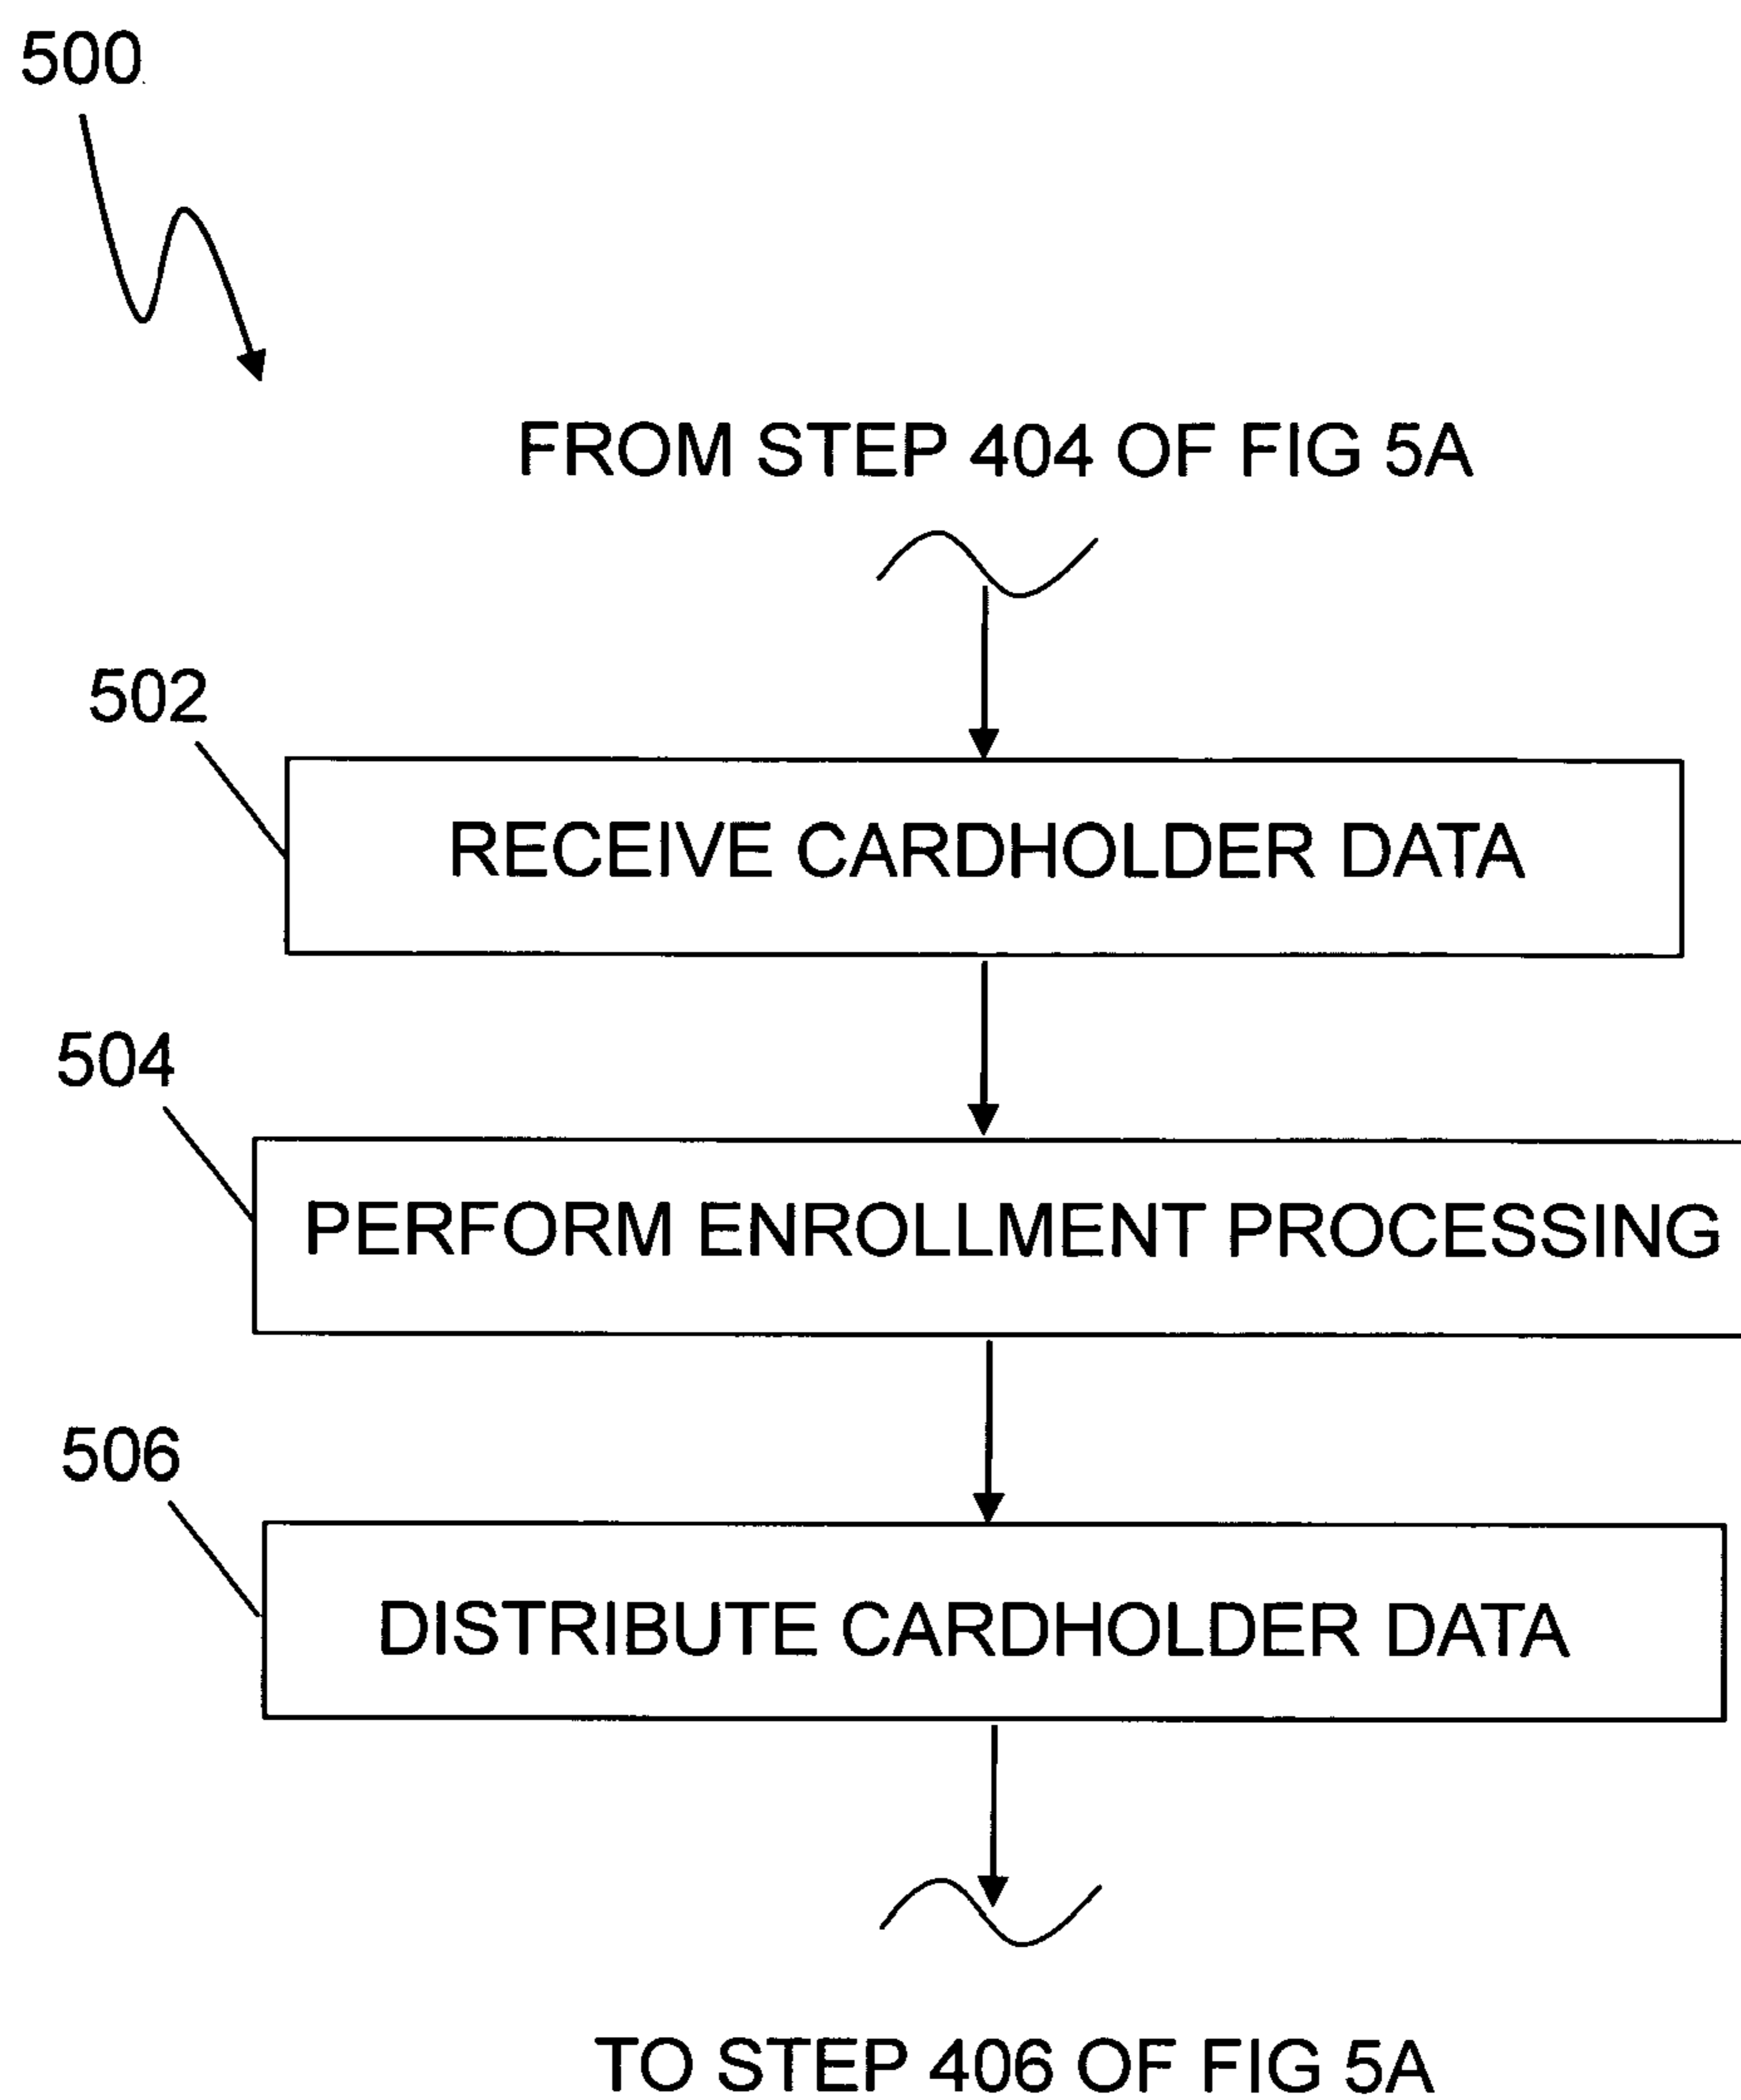 500
FROM STEP 404 OF FIG 5A
502
RECEIVE CARDHOLDER DATA
504
PERFORM ENROLLMENT PROCESSING
506
DISTRIBUTE CARDHOLDER DATA
TO STEP 406 OF FIG 5A